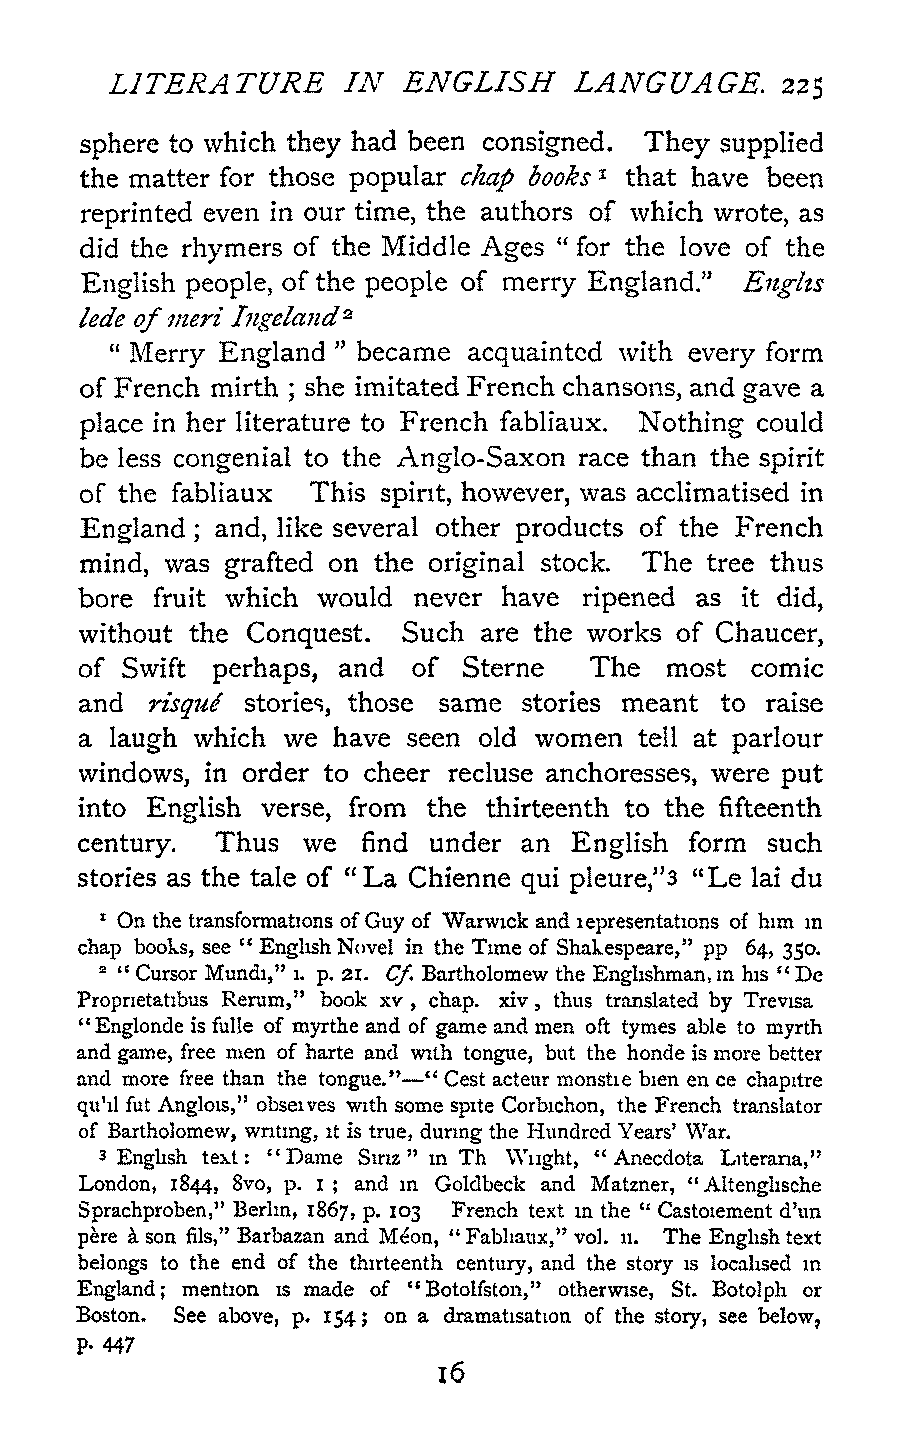 LITERATURE IN ENGLISH LANGUAGE. 225
sphere to which they had been consigned. They supplied
the matter for those popular chap books ¹ that have been
reprinted even in our time, the authors of which wrote, as
did the rhymers of the Middle Ages “ for the love of the
English people, of the people of merry England.” Englis
lede of meri Ingeland ²
“ Merry England ” became acquainted with every form
of French mirth ; she imitated French chansons, and gave a
place in her literature to French fabliaux. Nothing could
be less congenial to the Anglo-Saxon race than the spirit
of the fabliaux This spirit, however, was acclimatised in
England ; and, like several other products of the French
mind, was grafted on the original stock. The tree thus
bore fruit which would never have ripened as it did,
without the Conquest. Such are the works of Chaucer,
of Swift perhaps, and of Sterne The most comic
and risqué stories, those same stories meant to raise
a laugh which we have seen old women tell at parlour
windows, in order to cheer recluse anchoresses, were put
into English verse, from the thirteenth to the fifteenth
century. Thus we find under an English form such
stories as the tale of “ La Chienne qui pleure,”³ “Le lai du
¹ On the transformations of Guy of Warwick and representations of him in
chap books, see “ English Novel in the Time of Shakespeare,” pp 64, 350.
² “ Cursor Mundi,” i. p. 21. Cf. Bartholomew the Englishman, in his “ De
Proprietatibus Rerum,” book xv , chap. xiv , thus translated by Trevisa
“Englonde is fulle of myrthe and of game and men oft tymes able to myrth
and game, free men of harte and with tongue, but the honde is more better
and more free than the tongue.”—“ Cest acteur monstre bien en ce chapitre
qu'il fut Anglois,” observes with some spite Corbichon, the French translator
of Bartholomew, writing, it is true, during the Hundred Years' War.
³ English text : “ Dame Siriz ” in Th Wright, “ Anecdota Literaria,”
London, 1844, 8vo, p. 1 ; and in Goldbeck and Matzner, “ Altenglische
Sprachproben,” Berlin, 1867, p. 103 French text in the “ Castoiement d'un
père à son fils,” Barbazan and Méon, “ Fabliaux,” vol. ii. The English text
belongs to the end of the thirteenth century, and the story is localised in
England ; mention is made of “ Botolfston,” otherwise, St. Botolph or
Boston. See above, p. 154 ; on a dramatisation of the story, see below,
p. 447
16